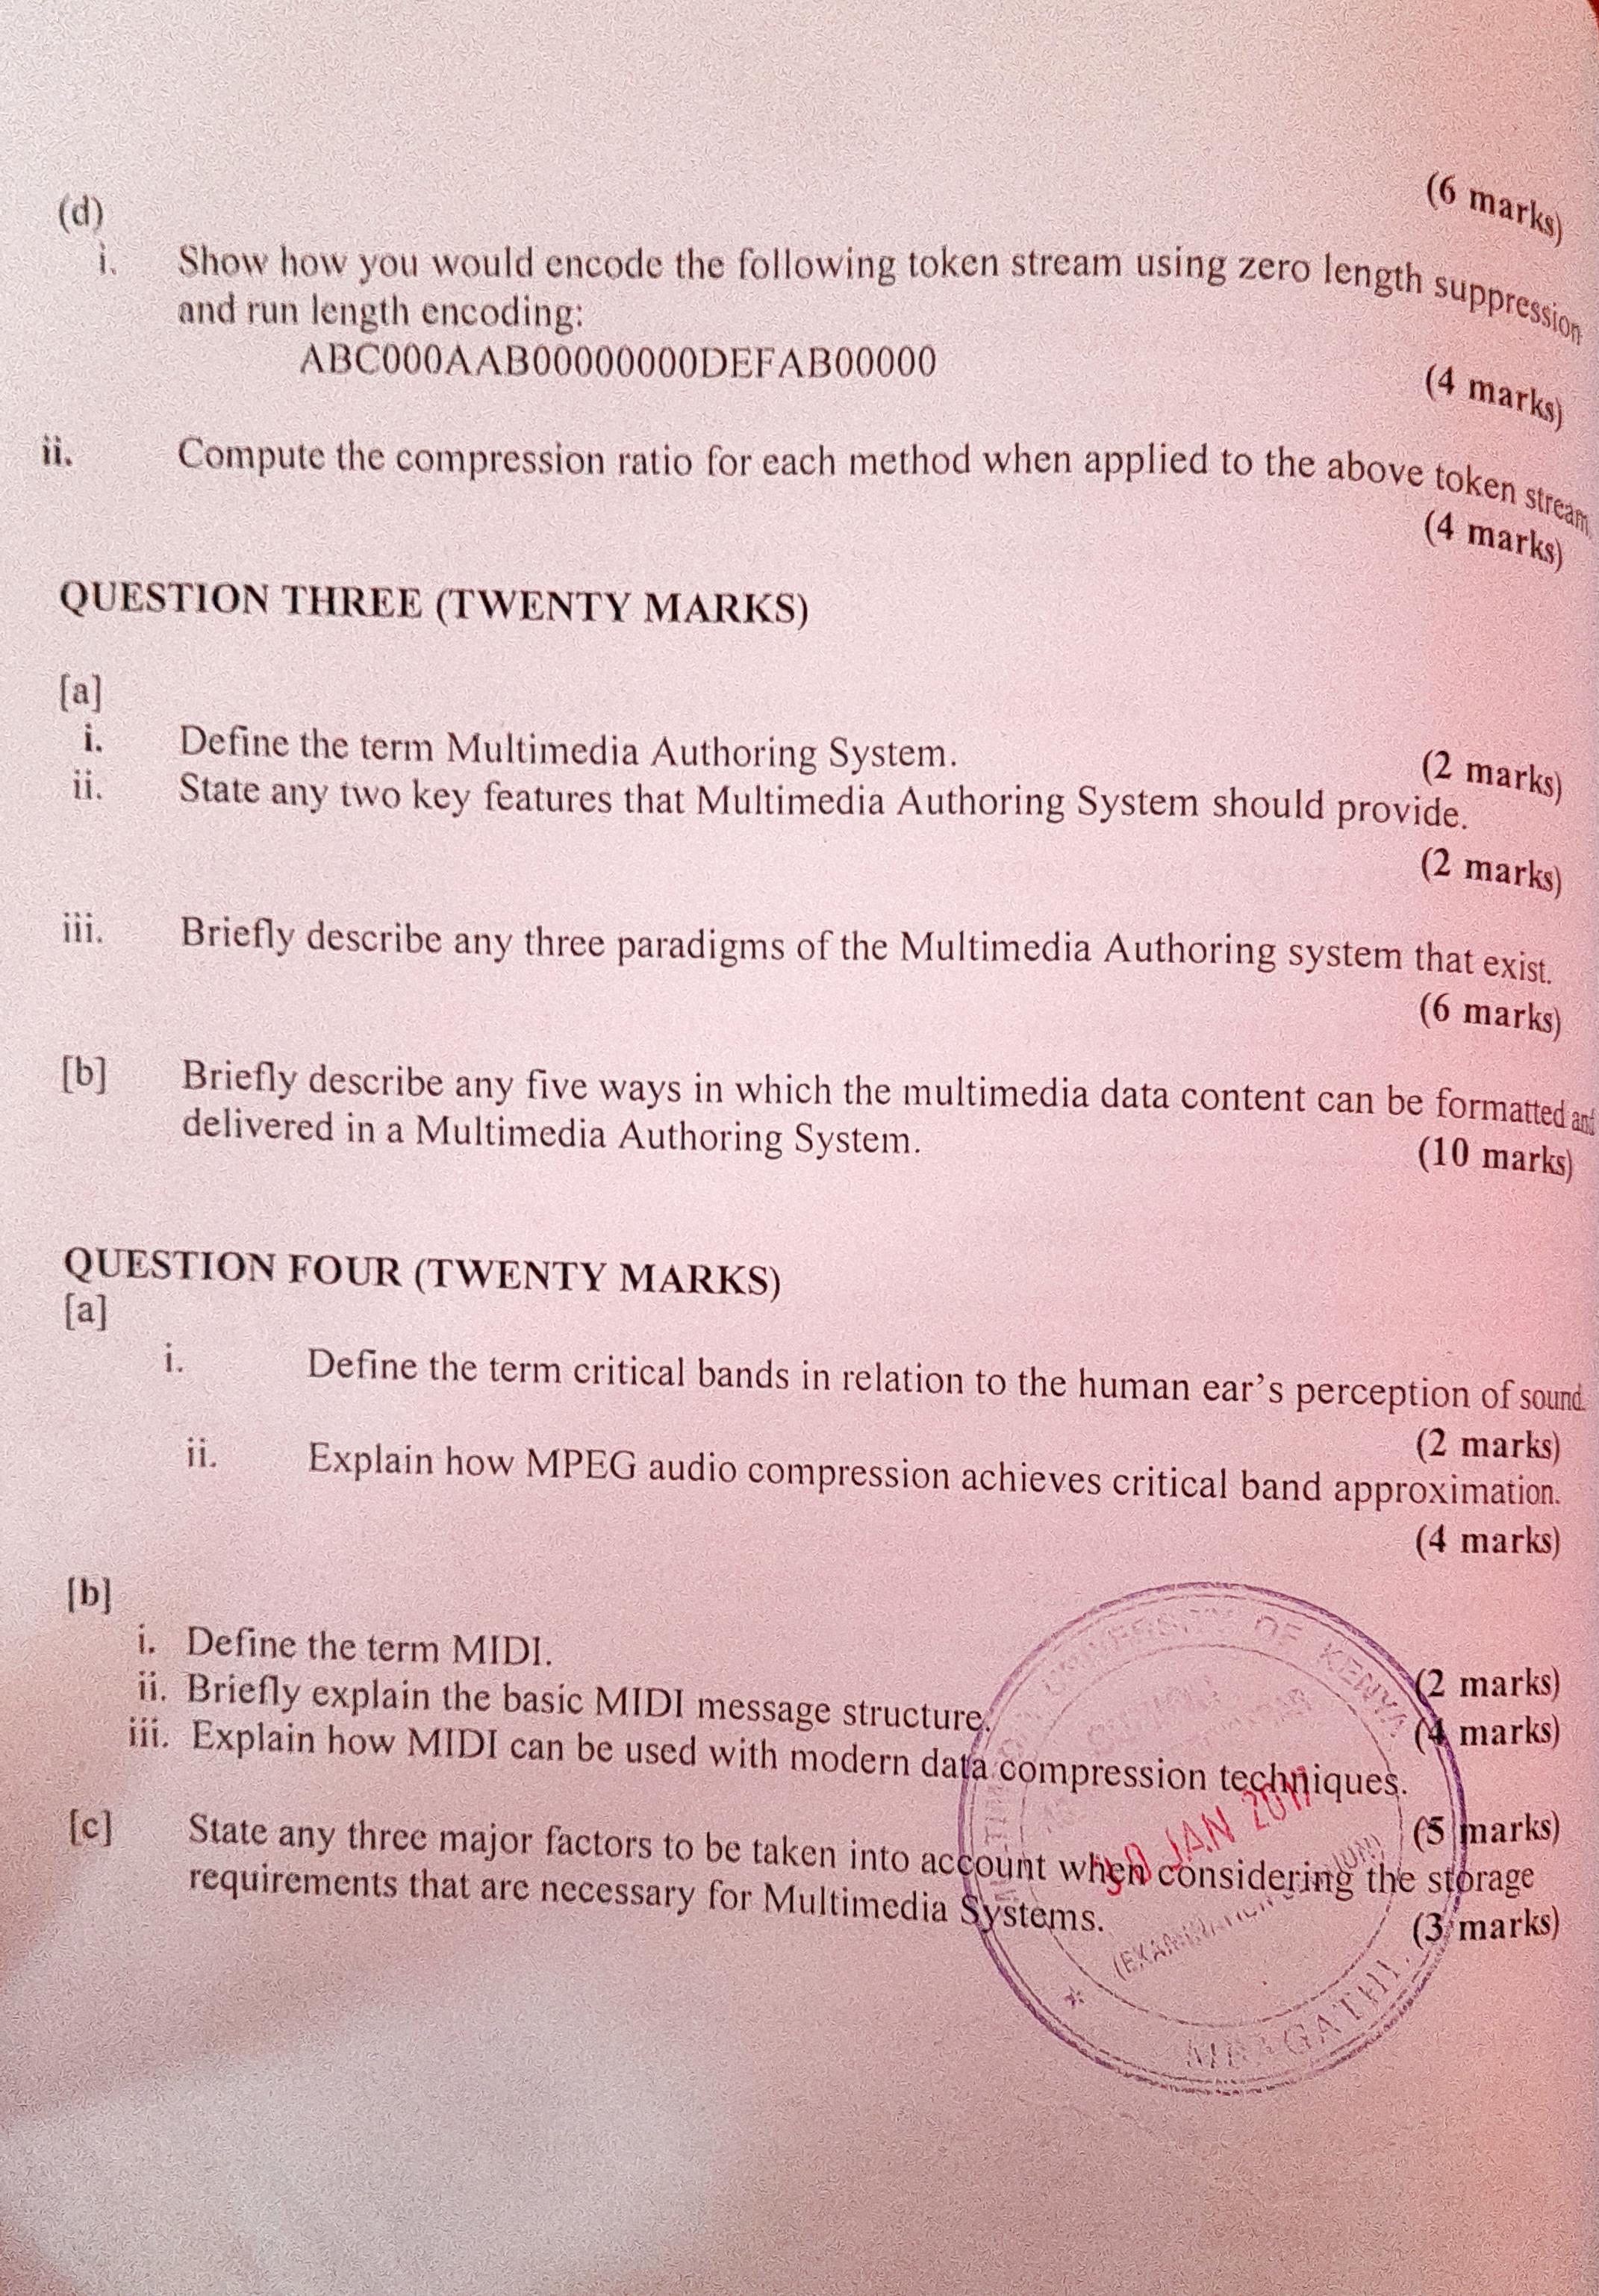 (6 marks)
(d)
i. Show how you would encode the following token stream using zero length suppression
and run length encoding:
ABC000AAB00000000DEFAB00000
(4 marks)
ii. Compute the compression ratio for each method when applied to the above token stream.
(4 marks)
QUESTION THREE (TWENTY MARKS)
[a]
i. Define the term Multimedia Authoring System. (2 marks)
ii. State any two key features that Multimedia Authoring System should provide.
(2 marks)
iii. Briefly describe any three paradigms of the Multimedia Authoring system that exist.
(6 marks)
[b] Briefly describe any five ways in which the multimedia data content can be formatted and
delivered in a Multimedia Authoring System. (10 marks)
QUESTION FOUR (TWENTY MARKS)
[a]
i. Define the term critical bands in relation to the human ear's perception of sound.
(2 marks)
ii. Explain how MPEG audio compression achieves critical band approximation.
(4 marks)
[b]
i. Define the term MIDI. (2 marks)
ii. Briefly explain the basic MIDI message structure. (4 marks)
iii. Explain how MIDI can be used with modern data compression techniques.
(5 marks)
[c] State any three major factors to be taken into account when considering the storage
requirements that are necessary for Multimedia Systems. (3 marks)
UNIVERSITY OF KENYA
30 JAN 2017